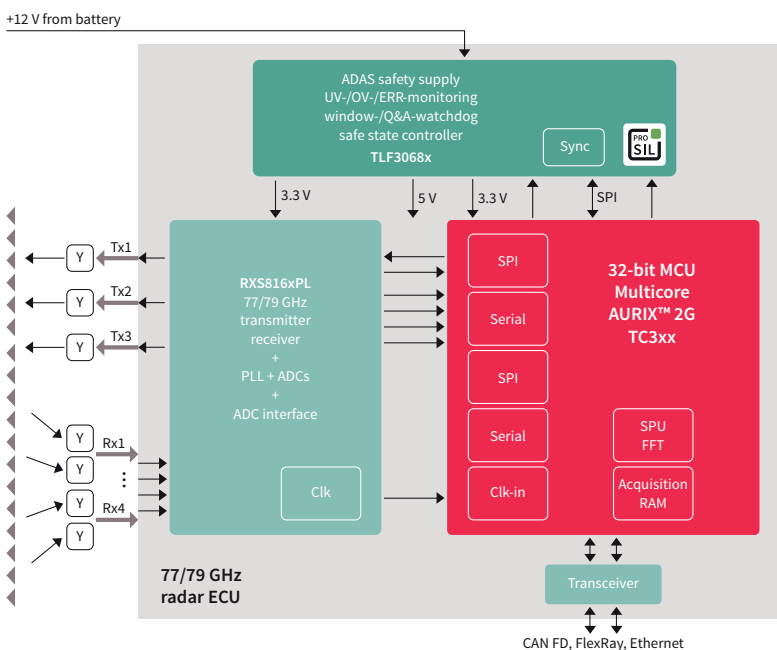 +12 V from battery
ADAS safety supply
UV-/OV-/ERR-monitoring
window-/Q&A-watchdog
safe state controller
TLF3068x
Sync
PRO
SIL
3.3 V
5 V
3.3 V
SPI
Y
Tx1
Y
Tx2
Y
Tx3
RXS816xPL
77/79 GHz
transmitter
receiver
+
PLL + ADCs
+
ADC interface
Clk
SPI
Serial
SPI
Serial
Clk-in
32-bit MCU
Multicore
AURIX™ 2G
TC3xx
SPU
FFT
Acquisition
RAM
Y
Rx1
Y
Y
Rx4
Y
77/79 GHz
radar ECU
Transceiver
CAN FD, FlexRay, Ethernet